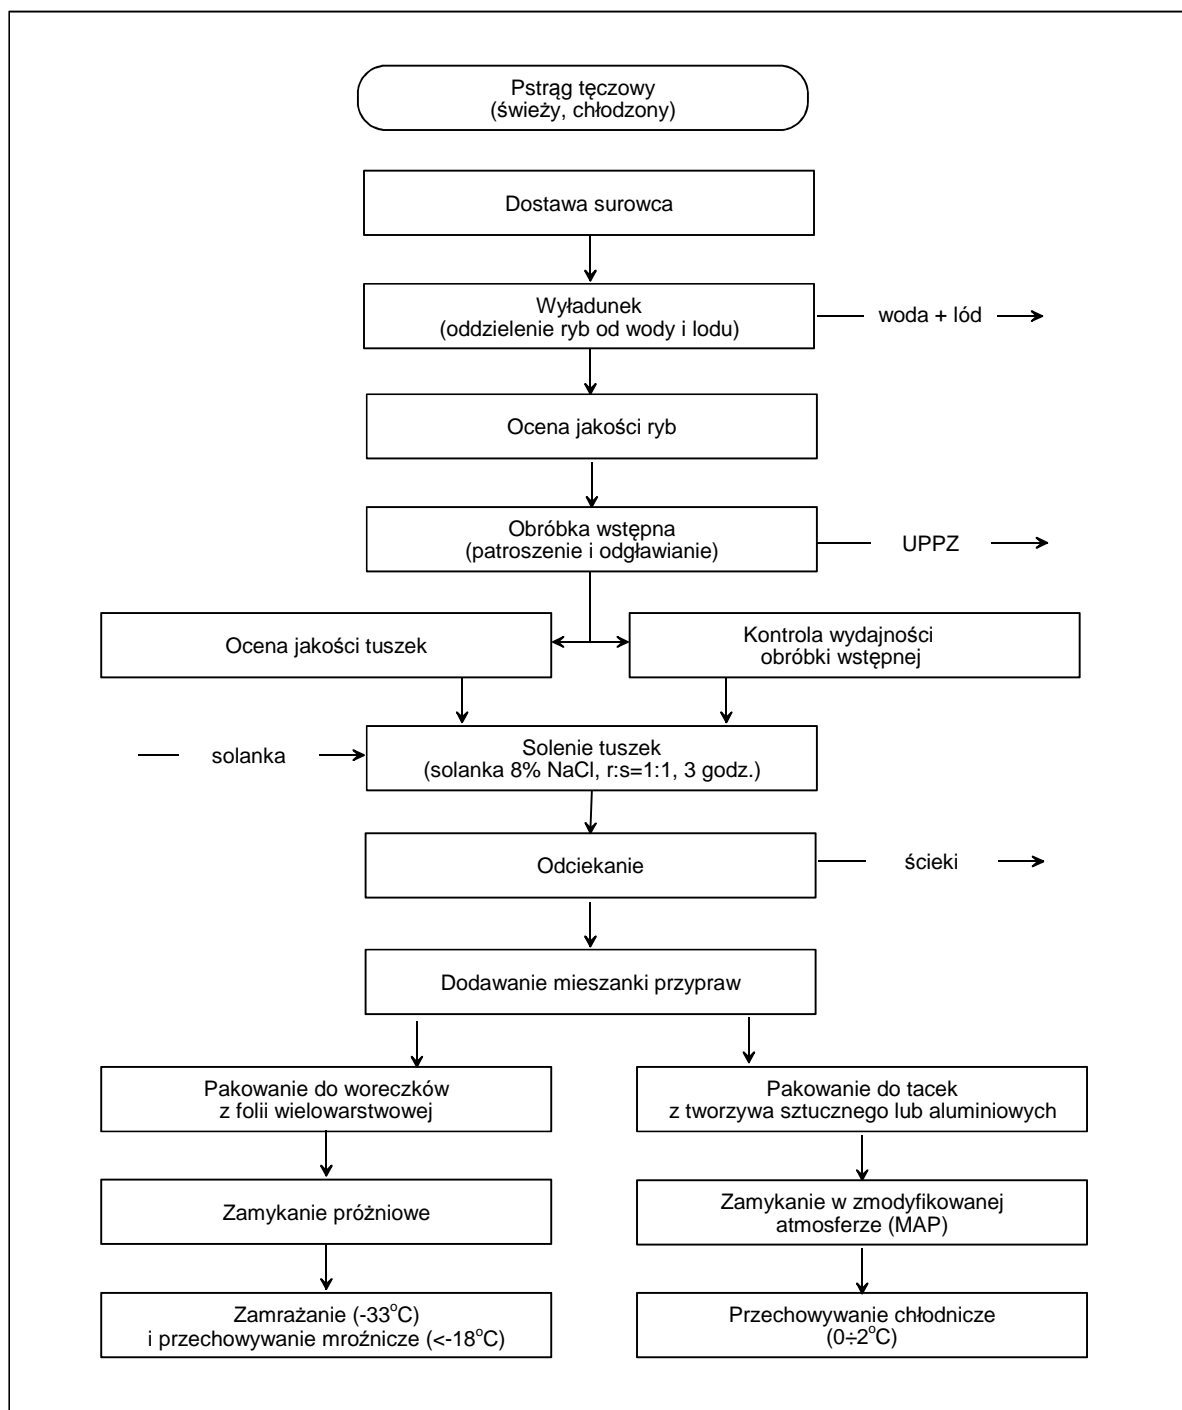 Pstrąg tęczowy
(świeży, chłodzony)
Dostawa surowca
Wyładunek
(oddzielenie ryb od wody i lodu)
woda + lód
Ocena jakości ryb
Obróbka wstępna
(patroszenie i odgławianie)
UPPZ
Ocena jakości tuszek
Kontrola wydajności
obróbki wstępnej
solanka
Solenie tuszek
(solanka 8% NaCl, r:s=1:1, 3 godz.)
Odciekanie
ścieki
Dodawanie mieszanki przypraw
Pakowanie do woreczków
z folii wielowarstwowej
Pakowanie do tacek
z tworzywa sztucznego lub aluminiowych
Zamykanie próżniowe
Zamykanie w zmodyfikowanej
atmosferze (MAP)
Zamrażanie (-33°C)
i przechowywanie mroźnicze (<-18°C)
Przechowywanie chłodnicze
(0÷2°C)